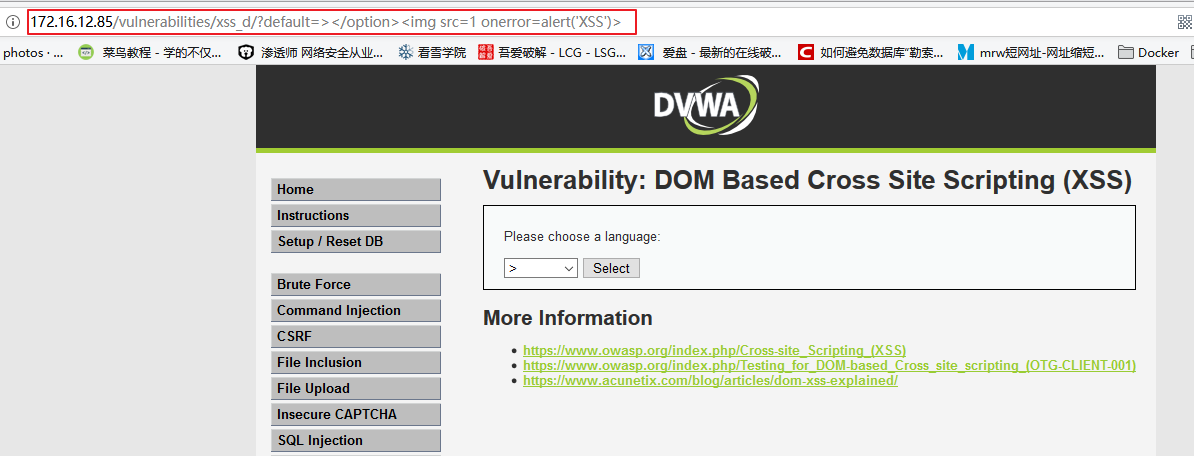 172.16.12.85/vulnerabilities/xss_d/?default=></option><img src=1 onerror=alert('XSS')>
photos · ... 菜鸟教程 - 学的不仅... 渗透师 网络安全从业... 看雪学院 吾爱破解 - LCG - LSG... 爱盘 - 最新的在线破... 如何避免数据库“勒索... mrw短网址-网址缩短... Docker
DVWA
Vulnerability: DOM Based Cross Site Scripting (XSS)
Home
Instructions
Setup / Reset DB
Brute Force
Command Injection
CSRF
File Inclusion
File Upload
Insecure CAPTCHA
SQL Injection
Please choose a language:
> Select
More Information
https://www.owasp.org/index.php/Cross-site_Scripting_(XSS)
https://www.owasp.org/index.php/Testing_for_DOM-based_Cross_site_scripting_(OTG-CLIENT-001)
https://www.acunetix.com/blog/articles/dom-xss-explained/